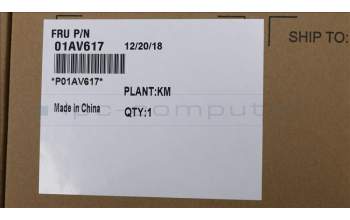 FRU P/N
01AV617 12/20/18
*P01AV617*
PLANT:KM
Made in China
QTY:1
SHIP TO: